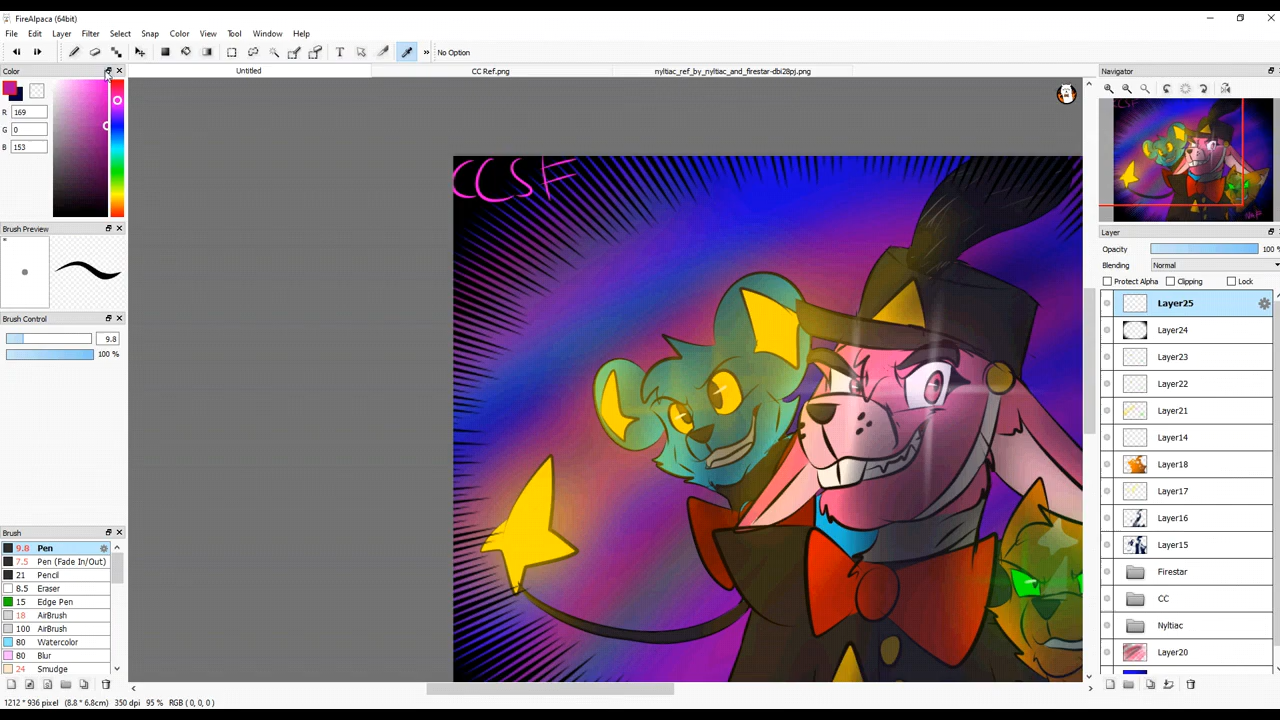 FireAlpaca (64bit)
File Edit Layer Filter Select Snap Color View Tool Window Help
No Option
Color
Untitled
CC Ref.png
nyltiac_ref_by_nyltiac_and_firestar-dbi28pj.png
Navigator
R 169
G 0
B 153
CCSF
Brush Preview
Layer
Opacity 100 %
Blending Normal
Protect Alpha Clipping Lock
Layer25
Layer24
Layer23
Layer22
Layer21
Layer14
Layer18
Layer17
Layer16
Layer15
Firestar
CC
Nyltiac
Layer20
Brush Control
9.8
100 %
Brush
9.8 Pen
7.5 Pen (Fade In/Out)
21 Pencil
8.5 Eraser
15 Edge Pen
18 AirBrush
100 AirBrush
80 Watercolor
80 Blur
24 Smudge
1212 * 936 pixel (8.8 * 6.8cm) 350 dpi 95 % RGB ( 0, 0, 0 )